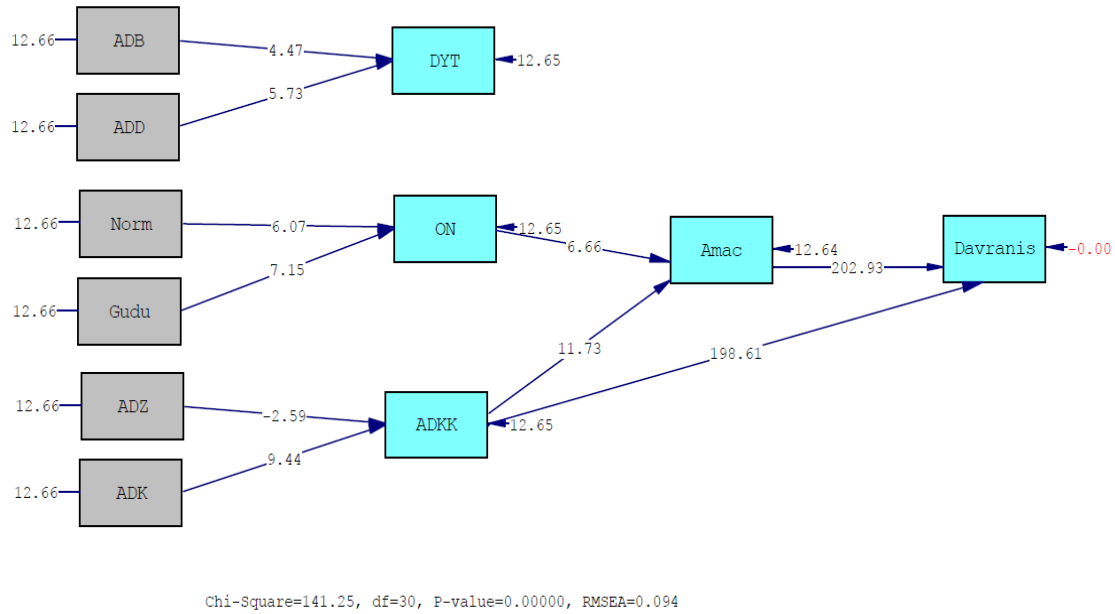 12.66
ADB
4.47
DYT
12.65
5.73
12.66
ADD
12.66
Norm
6.07
ON
12.65
6.66
7.15
12.66
Gudu
Amac
12.64
202.93
Davranis
-0.00
11.73
198.61
12.66
ADZ
-2.59
ADKK
12.65
9.44
12.66
ADK
Chi-Square=141.25, df=30, P-value=0.00000, RMSEA=0.094